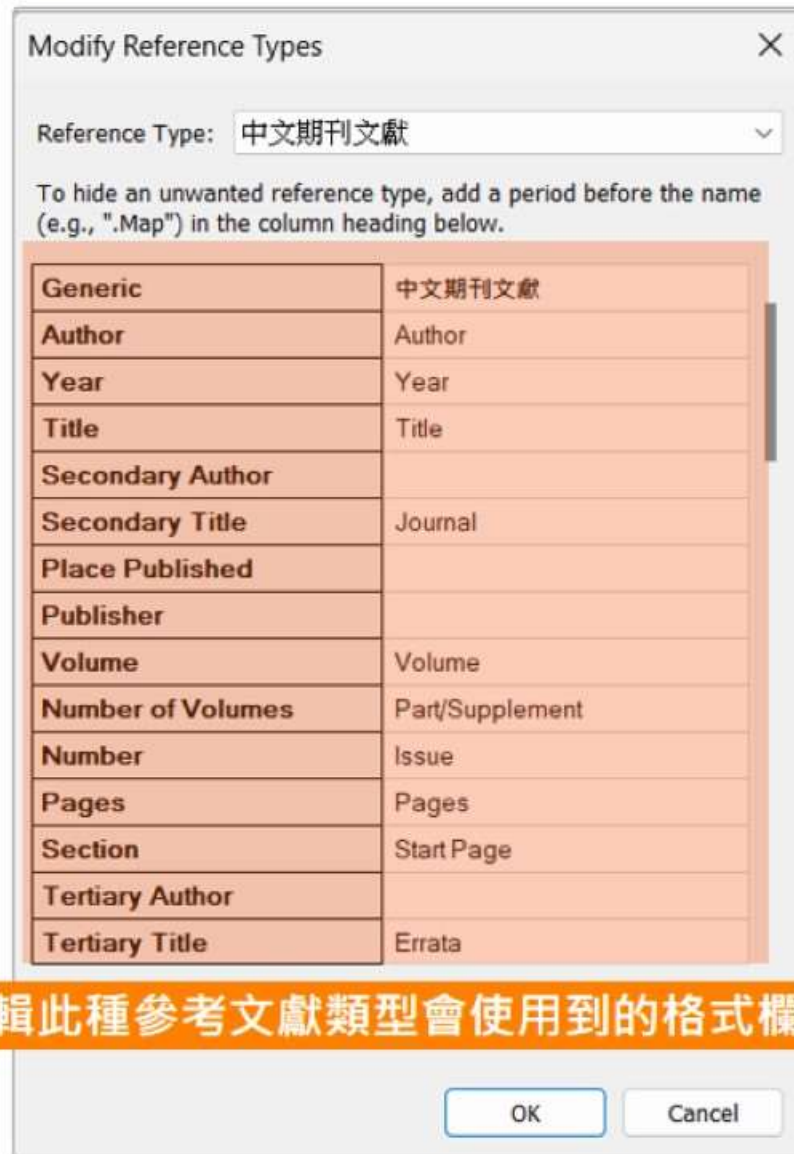 Modify Reference Types
Reference Type: 中文期刊文獻
To hide an unwanted reference type, add a period before the name
(e.g., ".Map") in the column heading below.
Generic 中文期刊文獻
Author Author
Year Year
Title Title
Secondary Author
Secondary Title Journal
Place Published
Publisher
Volume Volume
Number of Volumes Part/Supplement
Number Issue
Pages Pages
Section Start Page
Tertiary Author
Tertiary Title Errata
輯此種參考文獻類型會使用到的格式欄
OK Cancel